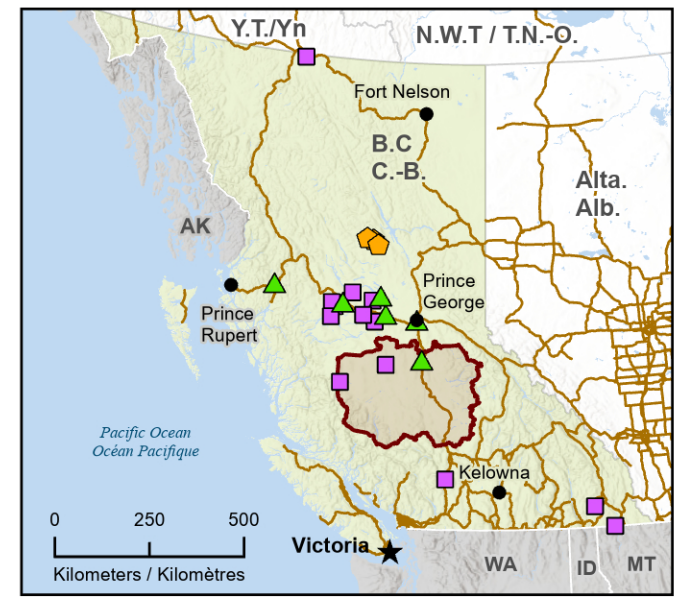 Y.T./Yn
N.W.T / T.N.-O.
Fort Nelson
B.C
C.-B.
Alta.
Alb.
AK
Prince
George
Prince
Rupert
Pacific Ocean
Océan Pacifique
Kelowna
0 250 500
Kilometers / Kilomètres
Victoria
WA
ID
MT